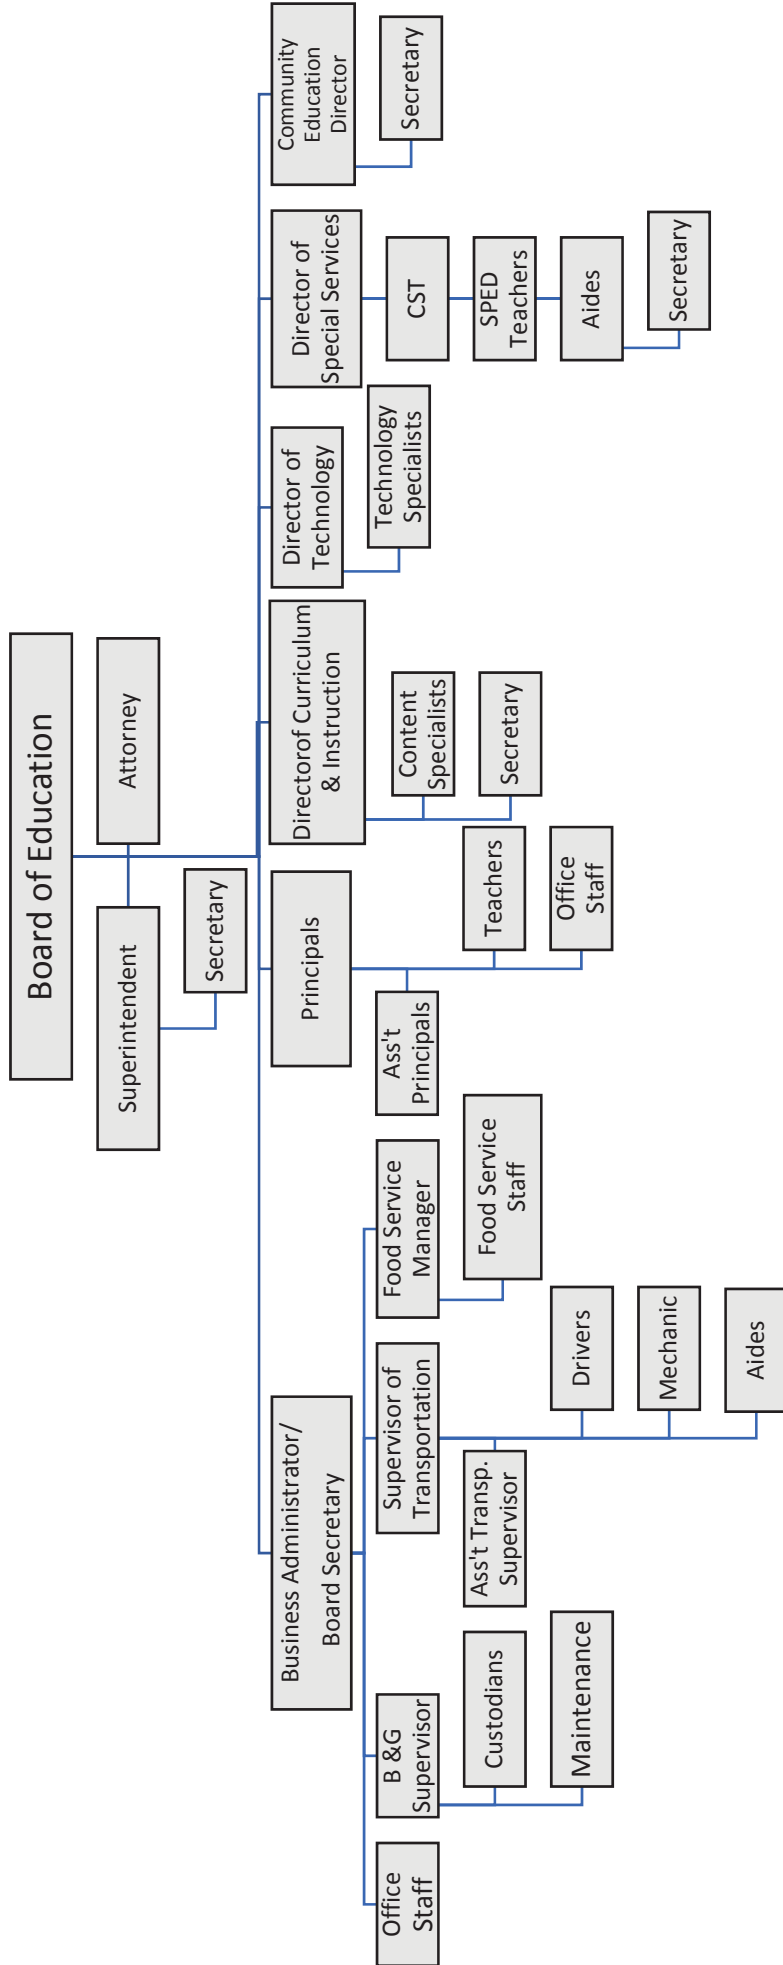 Board of Education
Superintendent
Attorney
Secretary
Business Administrator/
Board Secretary
Principals
Directorof Curriculum
& Instruction
Director of
Technology
Director of
Special Services
Community
Education
Director
Office
Staff
B &G
Supervisor
Custodians
Maintenance
Supervisor of
Transportation
Ass't Transp.
Supervisor
Drivers
Mechanic
Aides
Food Service
Manager
Food Service
Staff
Ass't
Principals
Teachers
Office
Staff
Content
Specialists
Secretary
Technology
Specialists
CST
SPED
Teachers
Aides
Secretary
Secretary